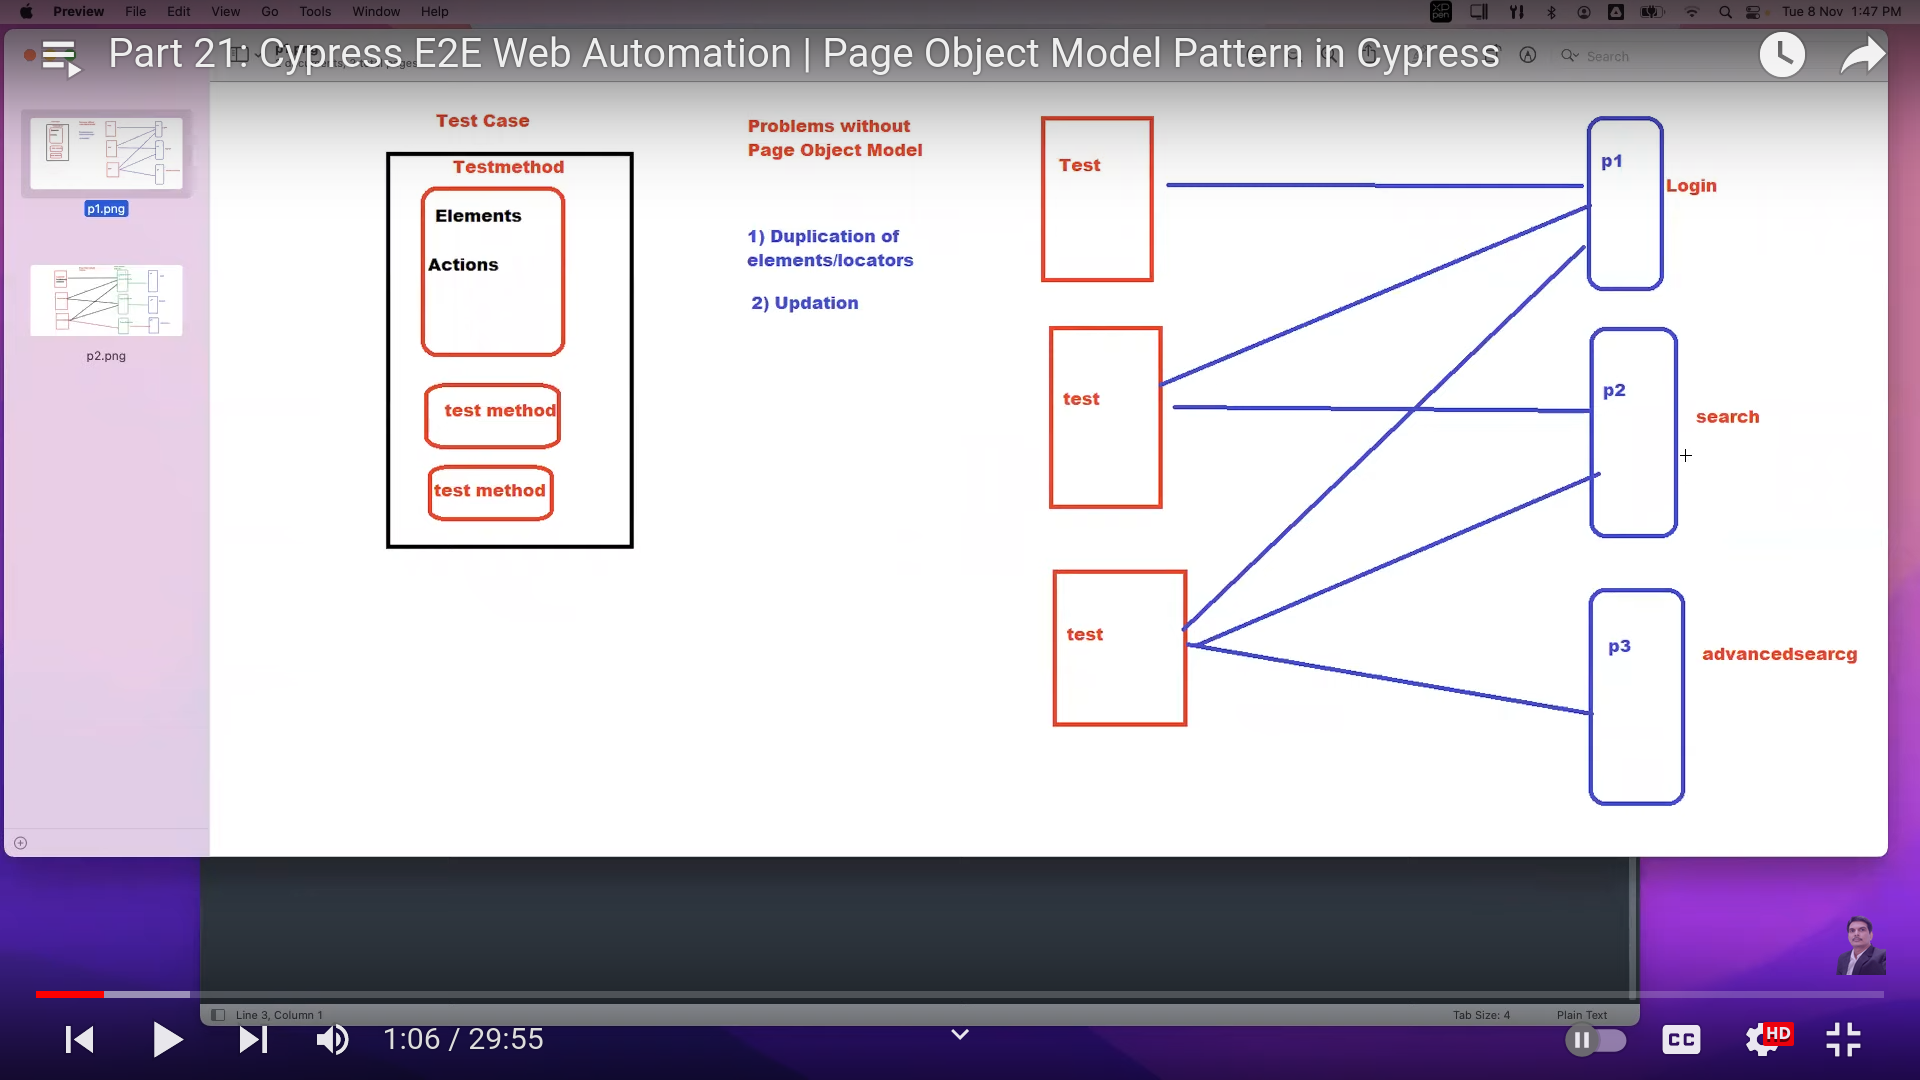 Preview File Edit View Go Tools Window Help
XP pen
Tue 8 Nov 1:47 PM
Part 21: Cypress E2E Web Automation | Page Object Model Pattern in Cypress
Search
p1.png
p2.png
Test Case
Testmethod
Elements
Actions
test method
test method
Problems without
Page Object Model
1) Duplication of
elements/locators
2) Updation
Test
test
test
p1
Login
p2
search
p3
advancedsearcg
Line 3, Column 1
Tab Size: 4
Plain Text
1:06 / 29:55
CC
HD